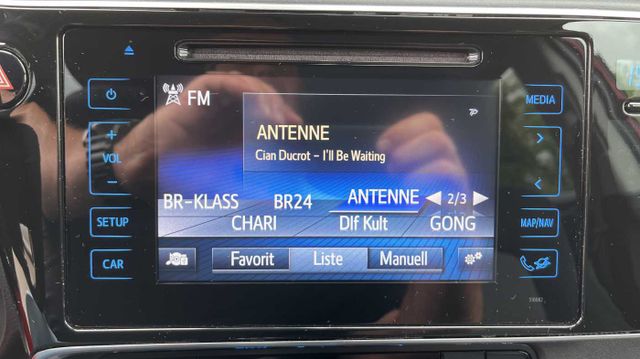 FM
TP
ANTENNE
Cian Ducrot – I'll Be Waiting
BR-KLASS BR24 ANTENNE 2/3
CHARI Dlf Kult GONG
Favorit Liste Manuell
+
VOL
–
SETUP
CAR
MEDIA
MAP/NAV